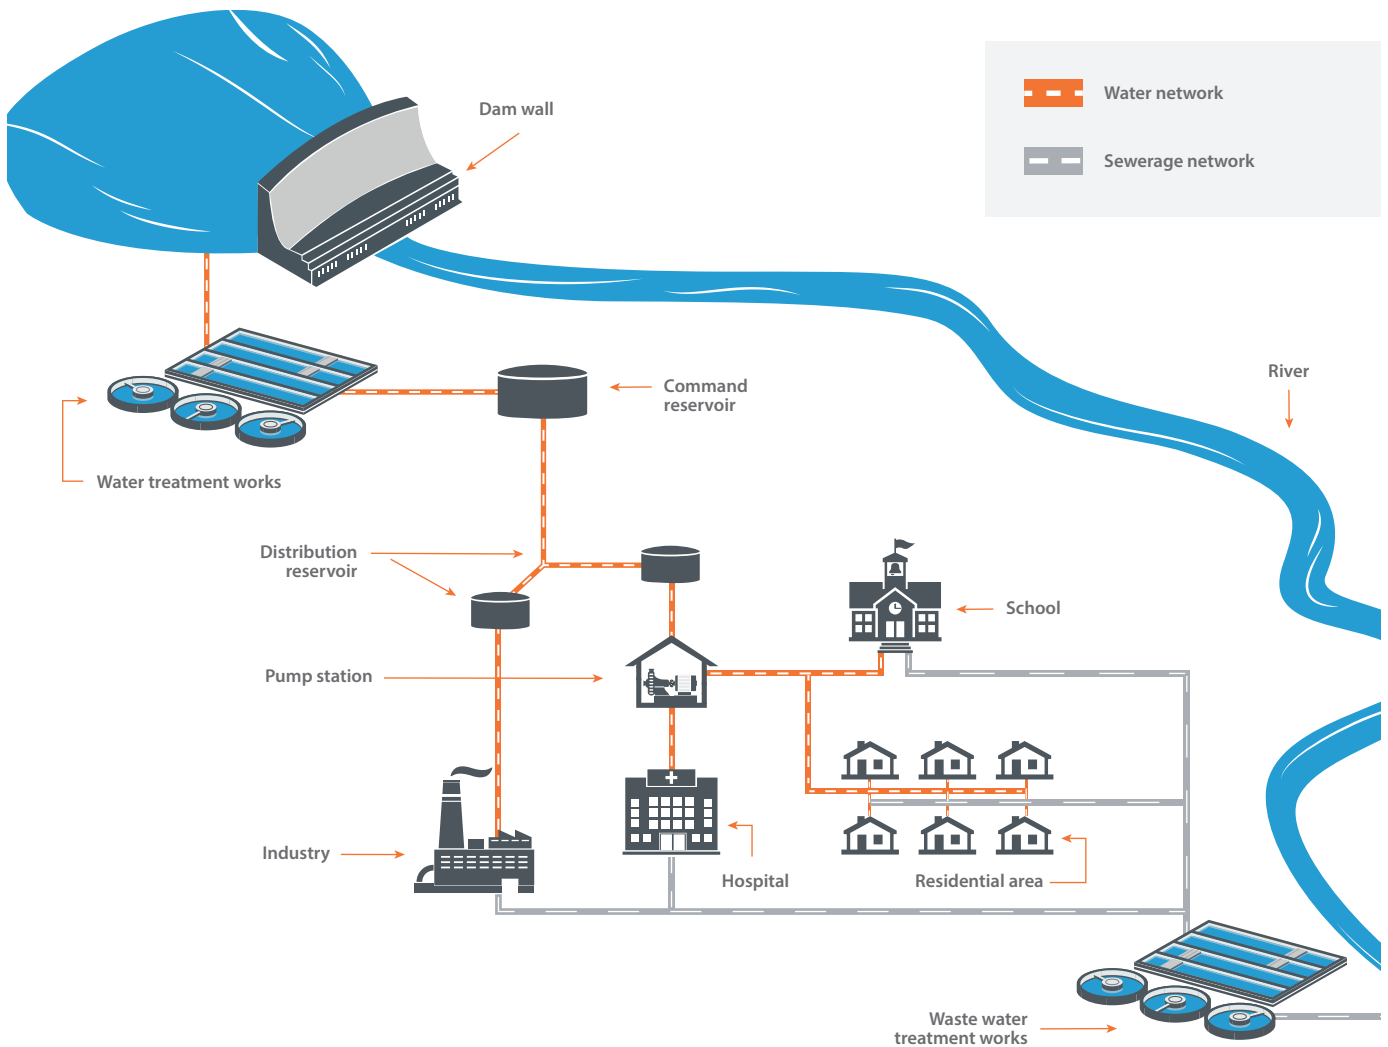 Dam wall
Water network
Sewerage network
River
Command
reservoir
Water treatment works
Distribution
reservoir
School
Pump station
Industry
Hospital
Residential area
Waste water
treatment works